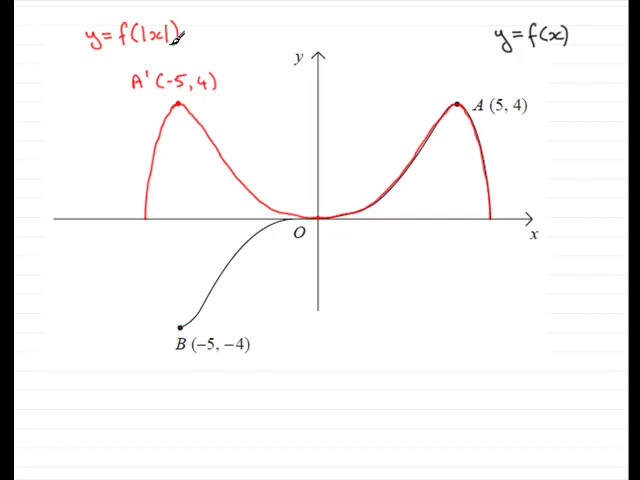 y = f(|x|)
y = f(x)
A' (-5, 4)
y
A (5, 4)
O
x
B (−5, −4)